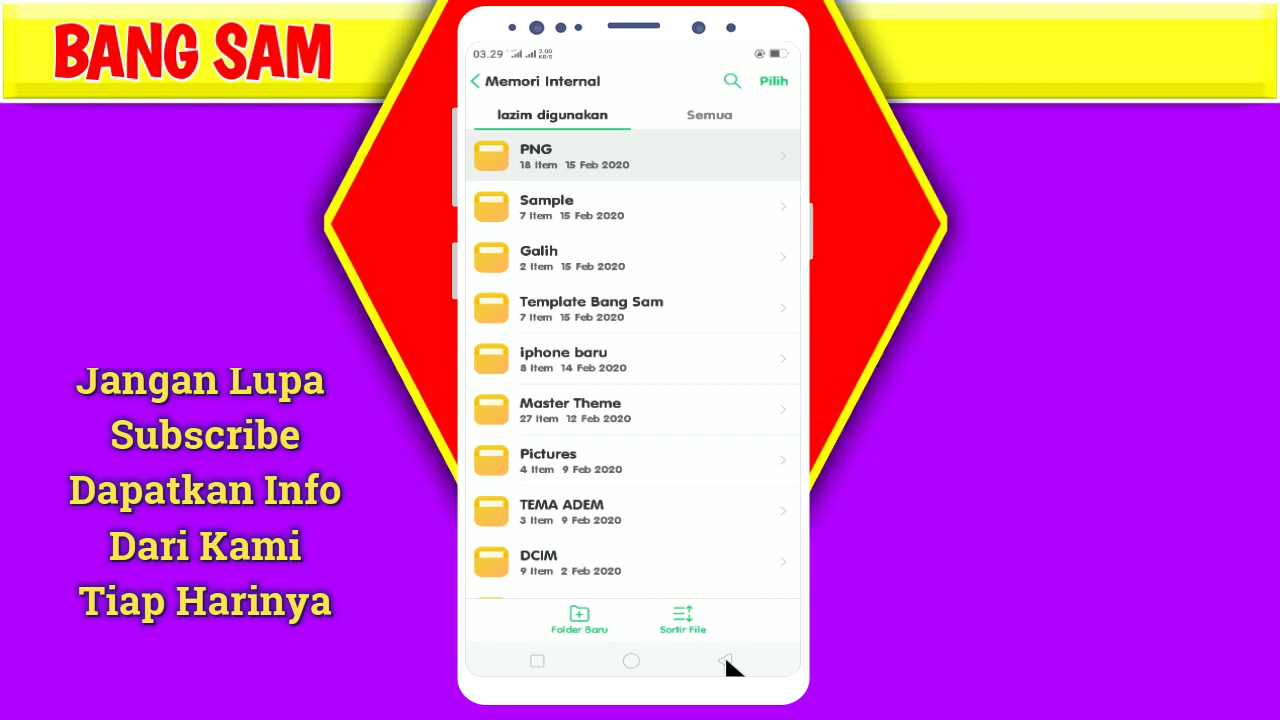 BANG SAM
03.29
2.00
KB/S
Memori Internal
Pilih
lazim digunakan
Semua
PNG
18 Item 15 Feb 2020
Sample
7 Item 15 Feb 2020
Galih
2 Item 15 Feb 2020
Template Bang Sam
7 Item 15 Feb 2020
iphone baru
8 Item 14 Feb 2020
Master Theme
27 Item 12 Feb 2020
Pictures
4 Item 9 Feb 2020
TEMA ADEM
3 Item 9 Feb 2020
DCIM
9 Item 2 Feb 2020
Folder Baru
Sortir File
Jangan Lupa
Subscribe
Dapatkan Info
Dari Kami
Tiap Harinya